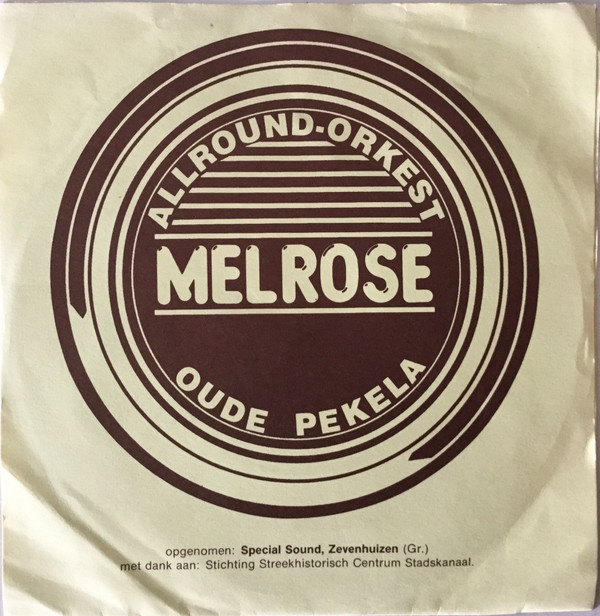 ALLROUND-ORKEST
MELROSE
OUDE PEKELA
opgenomen: Special Sound, Zevenhuizen (Gr.)
met dank aan: Stichting Streekhistorisch Centrum Stadskanaal.